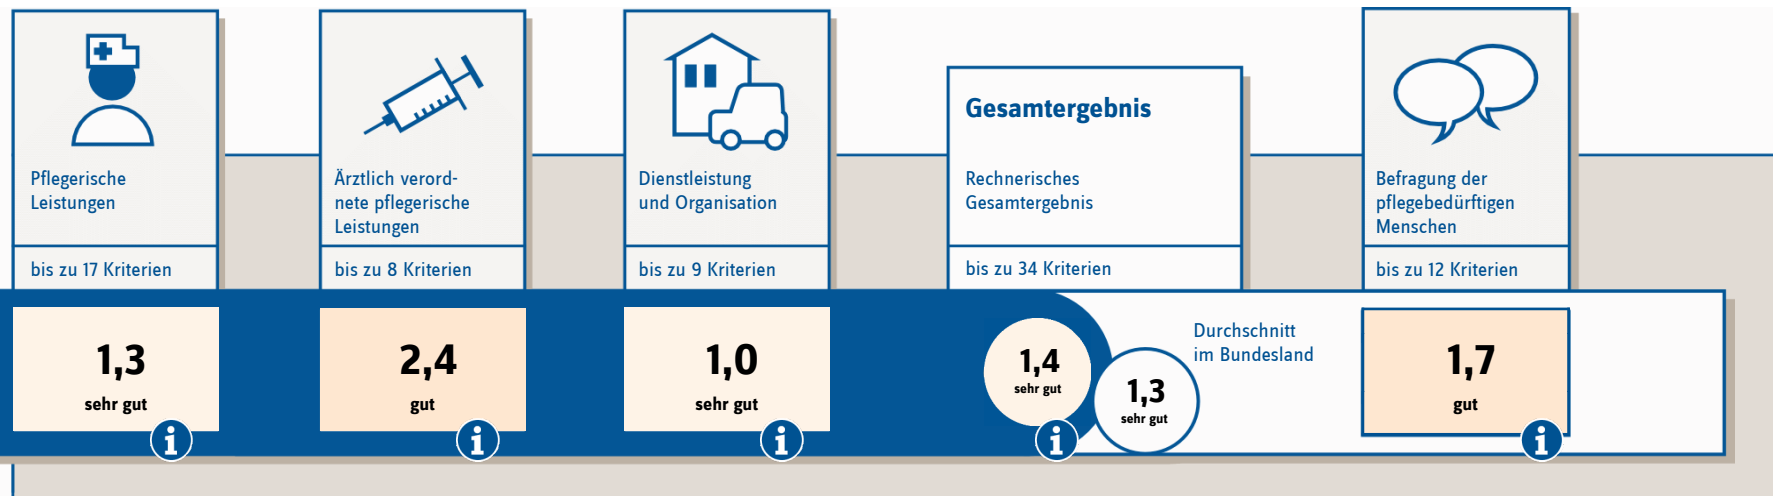 Pflegerische
Leistungen
bis zu 17 Kriterien
1,3
sehr gut
i
Ärztlich verord-
nete pflegerische
Leistungen
bis zu 8 Kriterien
2,4
gut
i
Dienstleistung
und Organisation
bis zu 9 Kriterien
1,0
sehr gut
i
Gesamtergebnis
Rechnerisches
Gesamtergebnis
bis zu 34 Kriterien
1,4
sehr gut
i
1,3
sehr gut
Durchschnitt
im Bundesland
Befragung der
pflegebedürftigen
Menschen
bis zu 12 Kriterien
1,7
gut
i